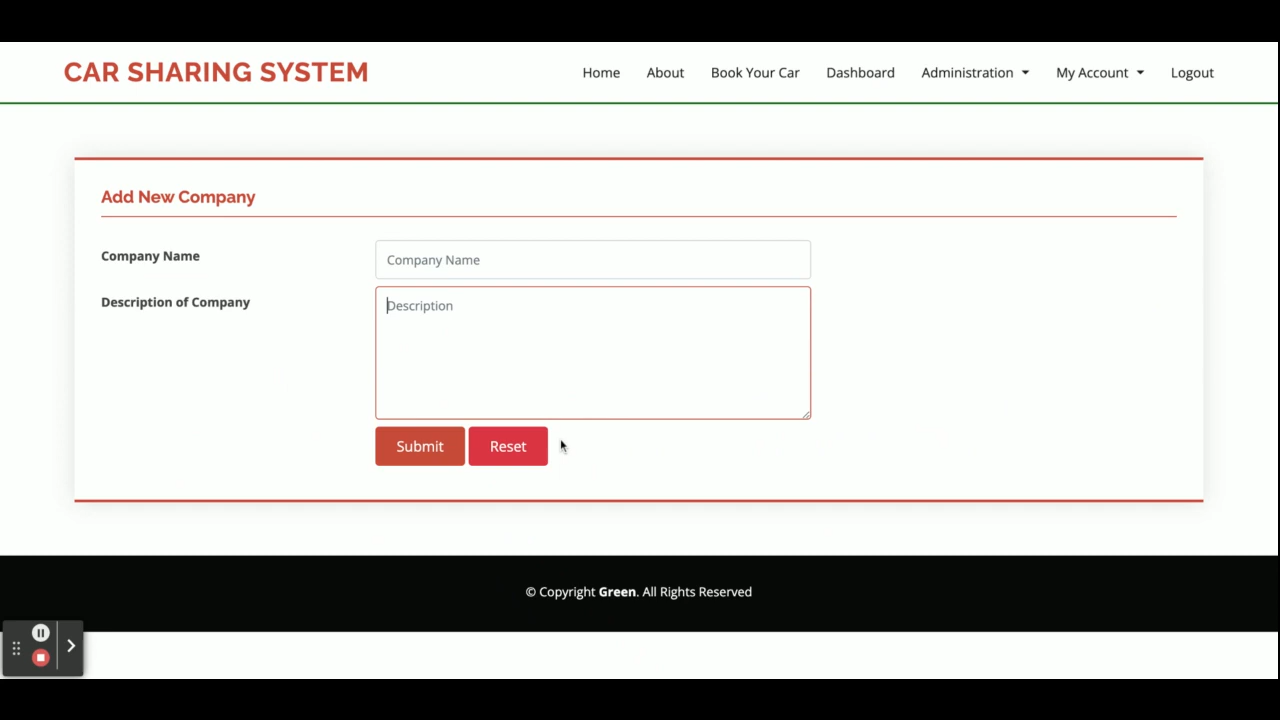 CAR SHARING SYSTEM
Home About Book Your Car Dashboard Administration My Account Logout
Add New Company
Company Name
Company Name
Description of Company
Description
Submit Reset
© Copyright Green. All Rights Reserved